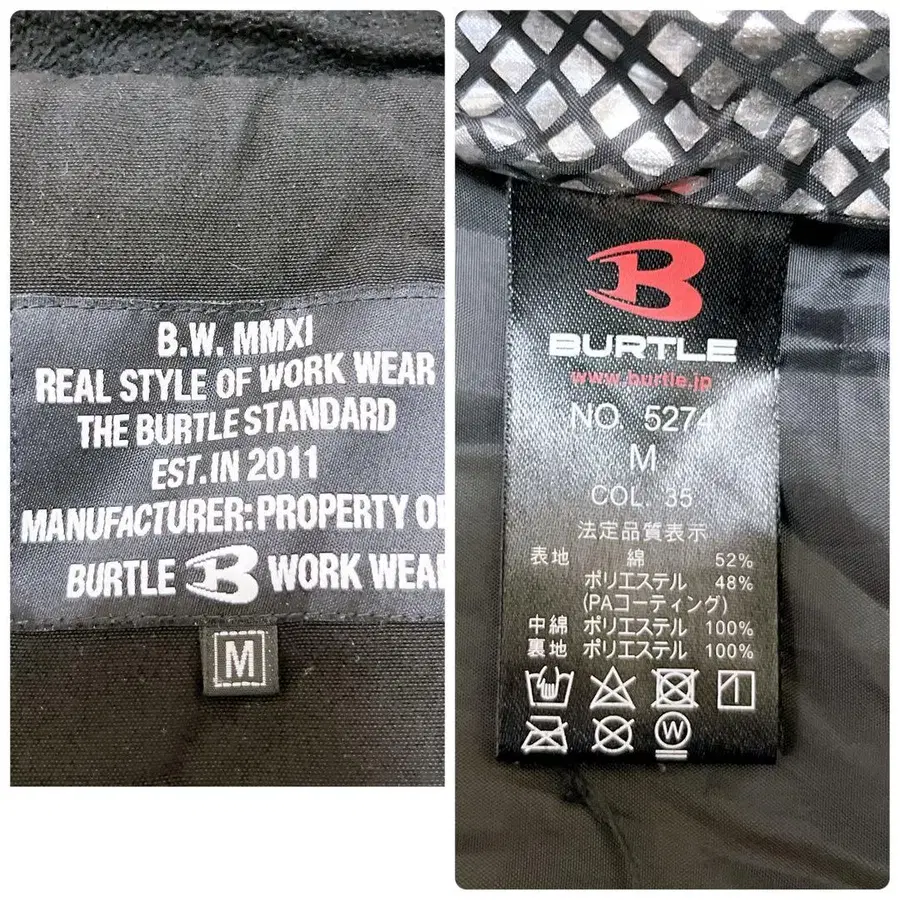 B.W. MMXI
REAL STYLE OF WORK WEAR
THE BURTLE STANDARD
EST.IN 2011
MANUFACTURER: PROPERTY OF
BURTLE B WORK WEAR
M
B
BURTLE
www.burtle.jp
NO. 5274
M
COL. 35
法定品質表示
表地 綿 52%
ポリエステル 48%
(PAコーティング)
中綿 ポリエステル 100%
裏地 ポリエステル 100%
W